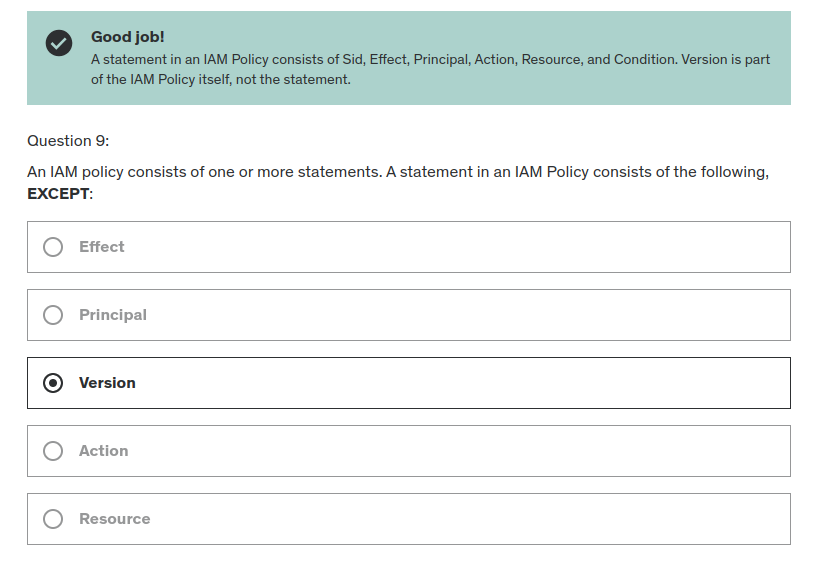 Good job!
A statement in an IAM Policy consists of Sid, Effect, Principal, Action, Resource, and Condition. Version is part
of the IAM Policy itself, not the statement.
Question 9:
An IAM policy consists of one or more statements. A statement in an IAM Policy consists of the following,
EXCEPT:
Effect
Principal
Version
Action
Resource